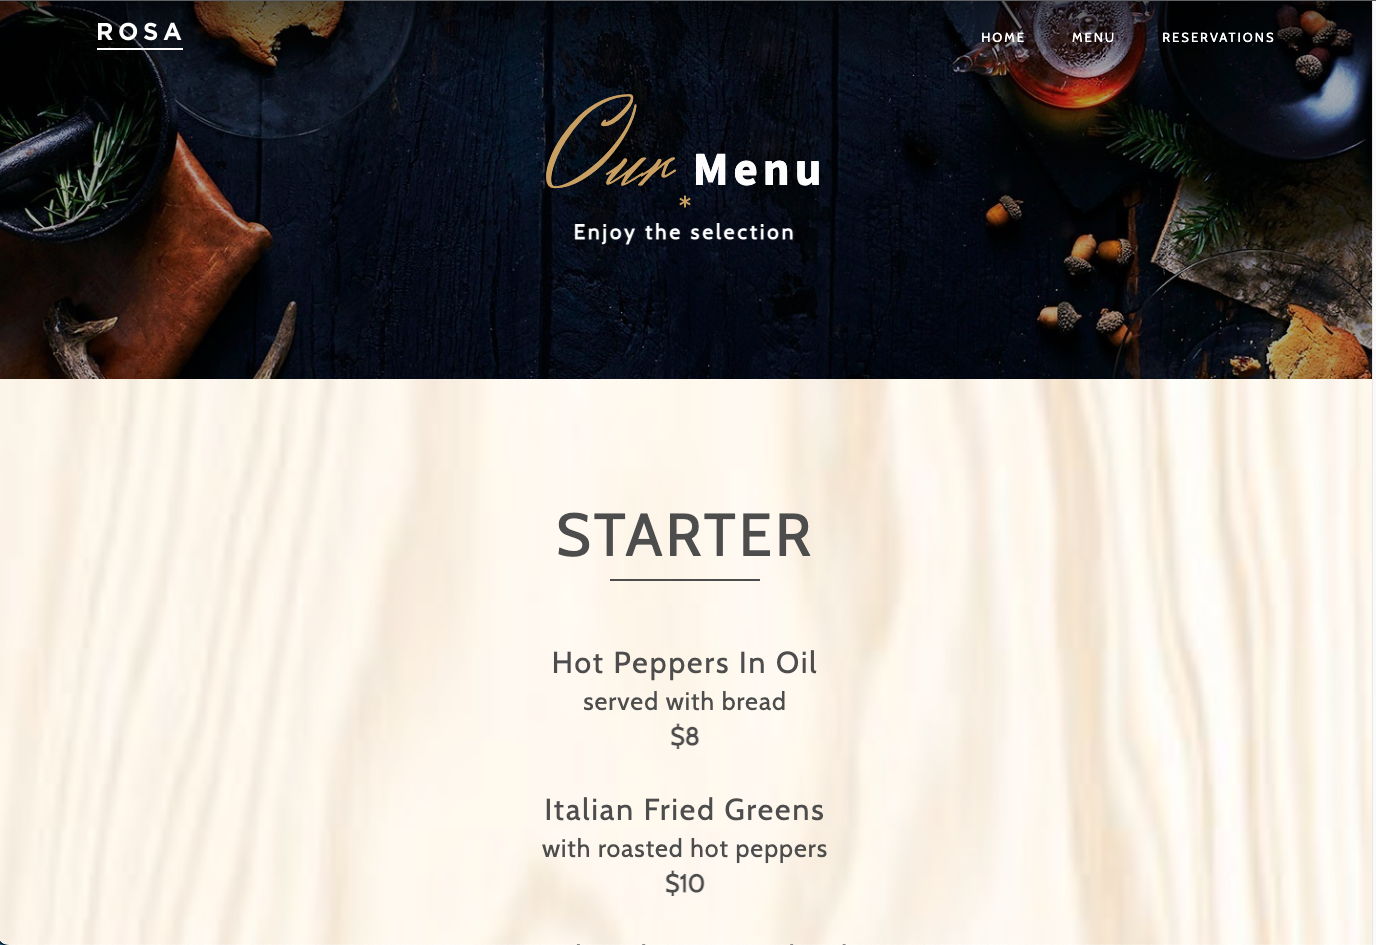 ROSA
HOME MENU RESERVATIONS
Our Menu
*
Enjoy the selection
STARTER
Hot Peppers In Oil
served with bread
$8
Italian Fried Greens
with roasted hot peppers
$10